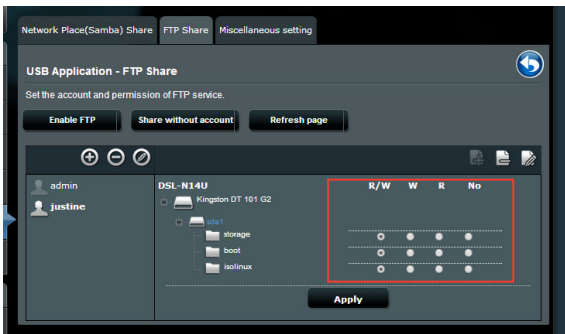 Network Place(Samba) Share FTP Share Miscellaneous setting
USB Application - FTP Share
Set the account and permission of FTP service.
Enable FTP Share without account Refresh page
admin
justine
DSL-N14U R/W W R No
Kingston DT 101 G2
sda1
storage
boot
isolinux
Apply